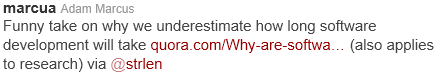 marcua Adam Marcus
Funny take on why we underestimate how long software
development will take quora.com/Why-are-softwa… (also applies
to research) via @strlen